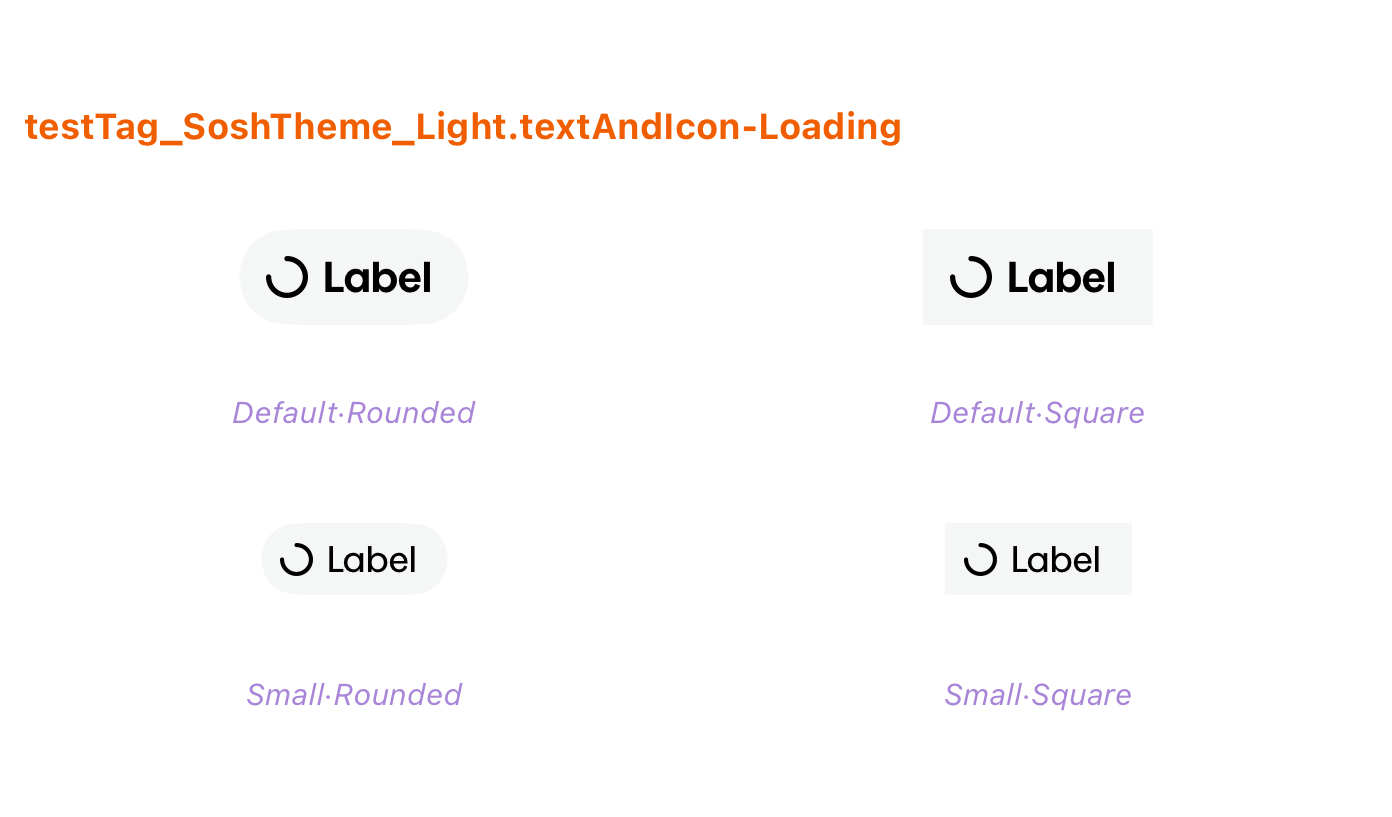 testTag_SoshTheme_Light.textAndIcon-Loading
Label Label
Default·Rounded Default·Square
Label Label
Small·Rounded Small·Square